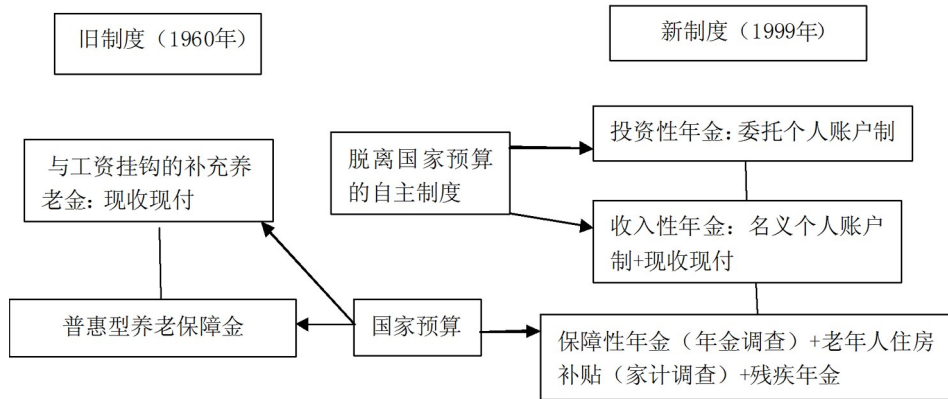 旧制度（1960年）
新制度（1999年）
投资性年金：委托个人账户制
与工资挂钩的补充养
老金：现收现付
脱离国家预算
的自主制度
收入性年金：名义个人账户
制+现收现付
普惠型养老保障金
国家预算
保障性年金（年金调查）+老年人住房
补贴（家计调查）+残疾年金